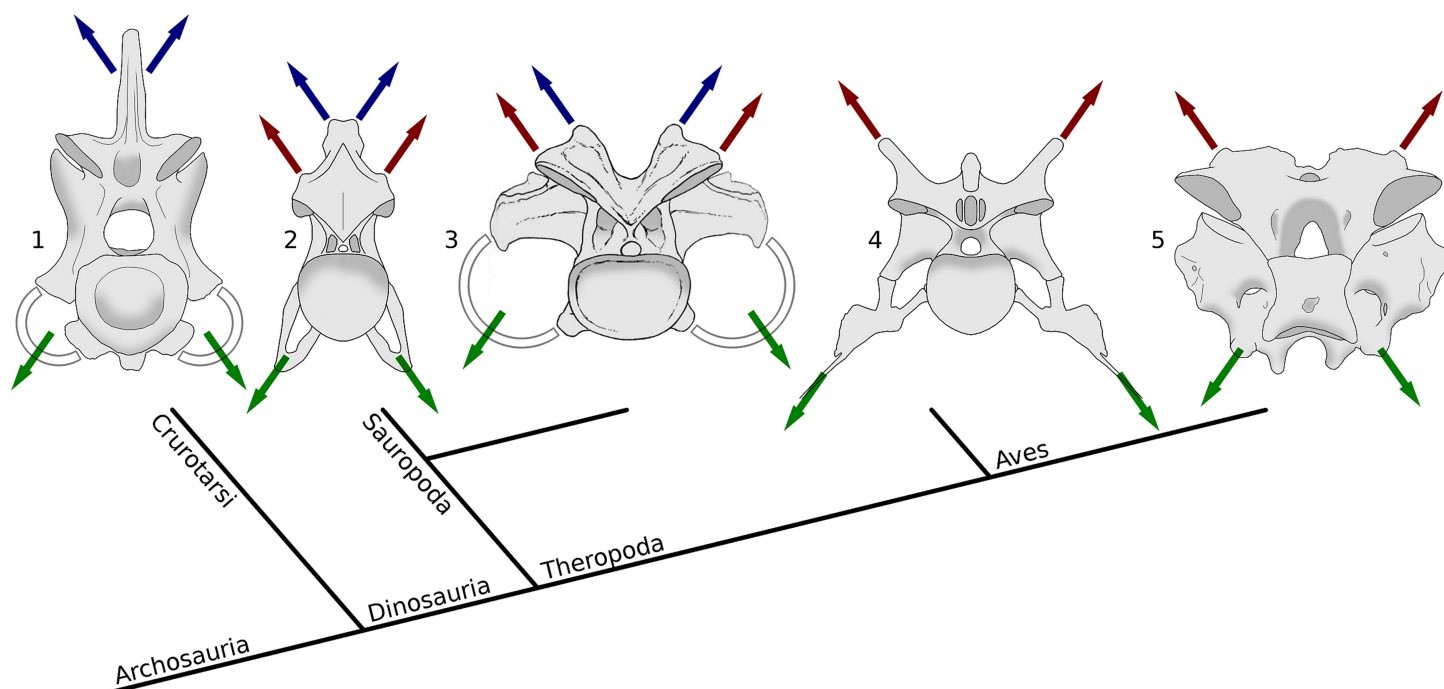 1
2
3
4
5
Crurotarsi
Sauropoda
Aves
Theropoda
Dinosauria
Archosauria